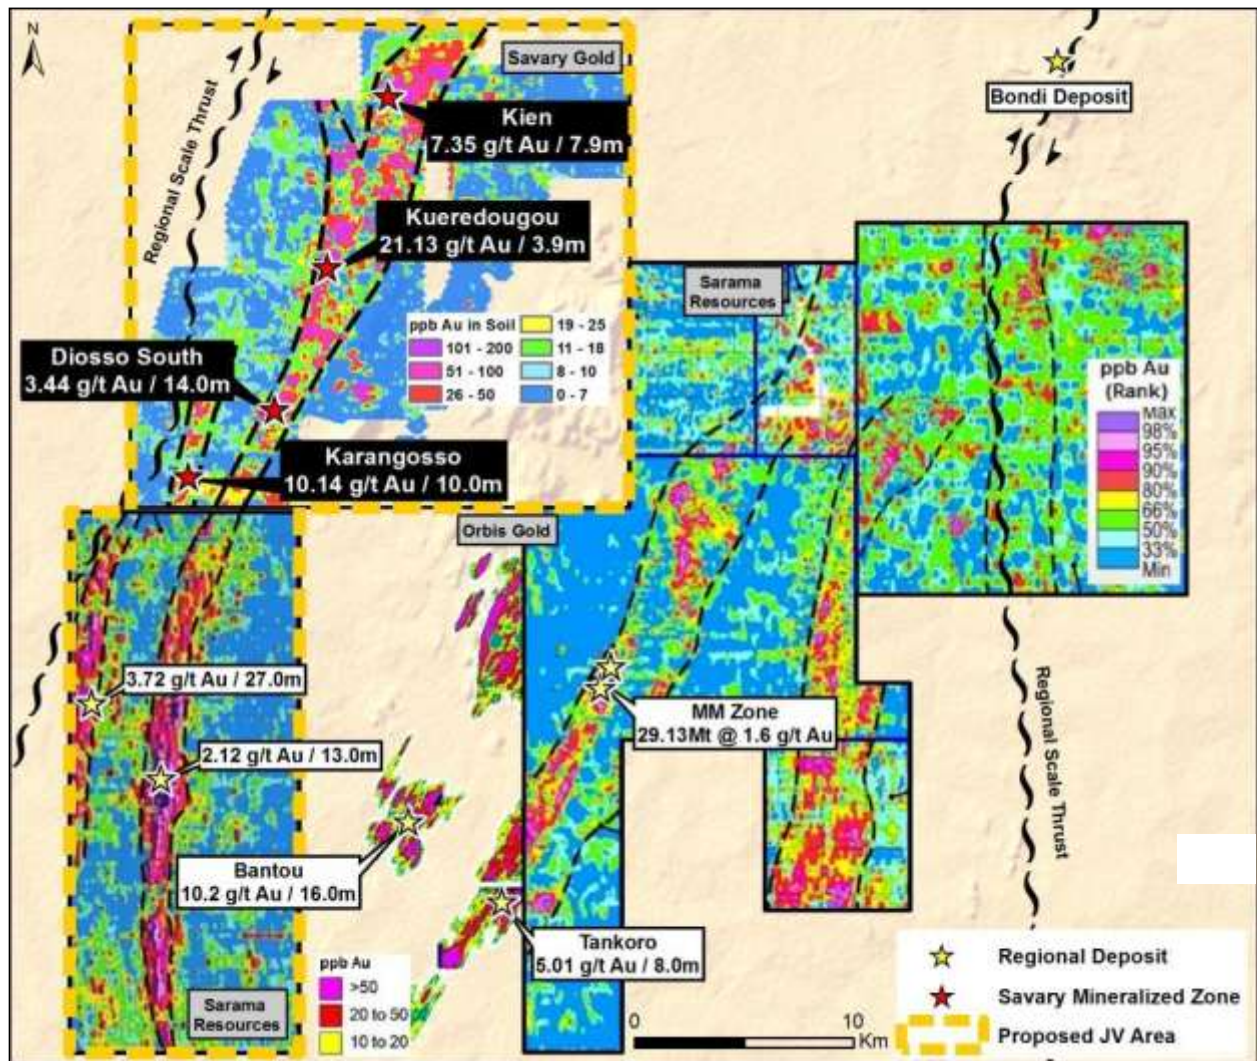 N
Savary Gold
Regional Scale Thrust
Kien
7.35 g/t Au / 7.9m
Bondi Deposit
Kueredougou
21.13 g/t Au / 3.9m
Sarama
Resources
ppb Au in Soil
101 - 200
51 - 100
26 - 50
19 - 25
11 - 18
8 - 10
0 - 7
Diosso South
3.44 g/t Au / 14.0m
Karangosso
10.14 g/t Au / 10.0m
ppb Au
(Rank)
Max
98%
95%
90%
80%
66%
50%
33%
Min
Orbis Gold
3.72 g/t Au / 27.0m
MM Zone
29.13Mt @ 1.6 g/t Au
2.12 g/t Au / 13.0m
Regional Scale Thrust
Bantou
10.2 g/t Au / 16.0m
Tankoro
5.01 g/t Au / 8.0m
Sarama
Resources
ppb Au
>50
20 to 50
10 to 20
0 10
Km
Regional Deposit
Savary Mineralized Zone
Proposed JV Area